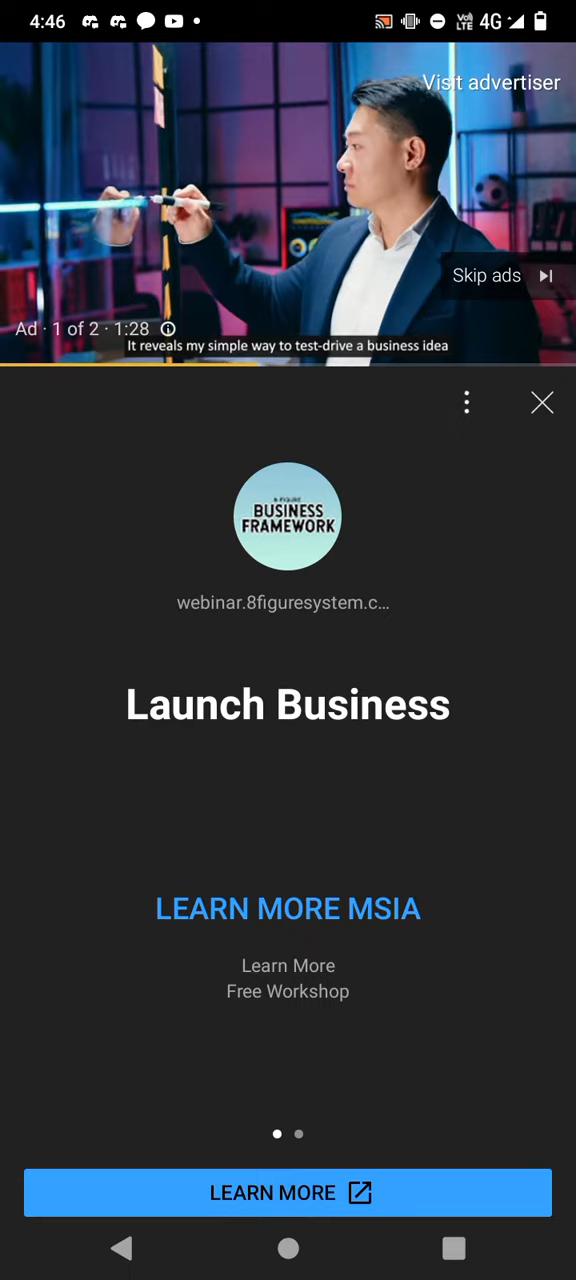 4:46
Vo) LTE 4G
Visit advertiser
Skip ads
Ad · 1 of 2 · 1:28
It reveals my simple way to test-drive a business idea
BUSINESS
FRAMEWORK
webinar.8figuresystem.c...
Launch Business
LEARN MORE MSIA
Learn More
Free Workshop
LEARN MORE